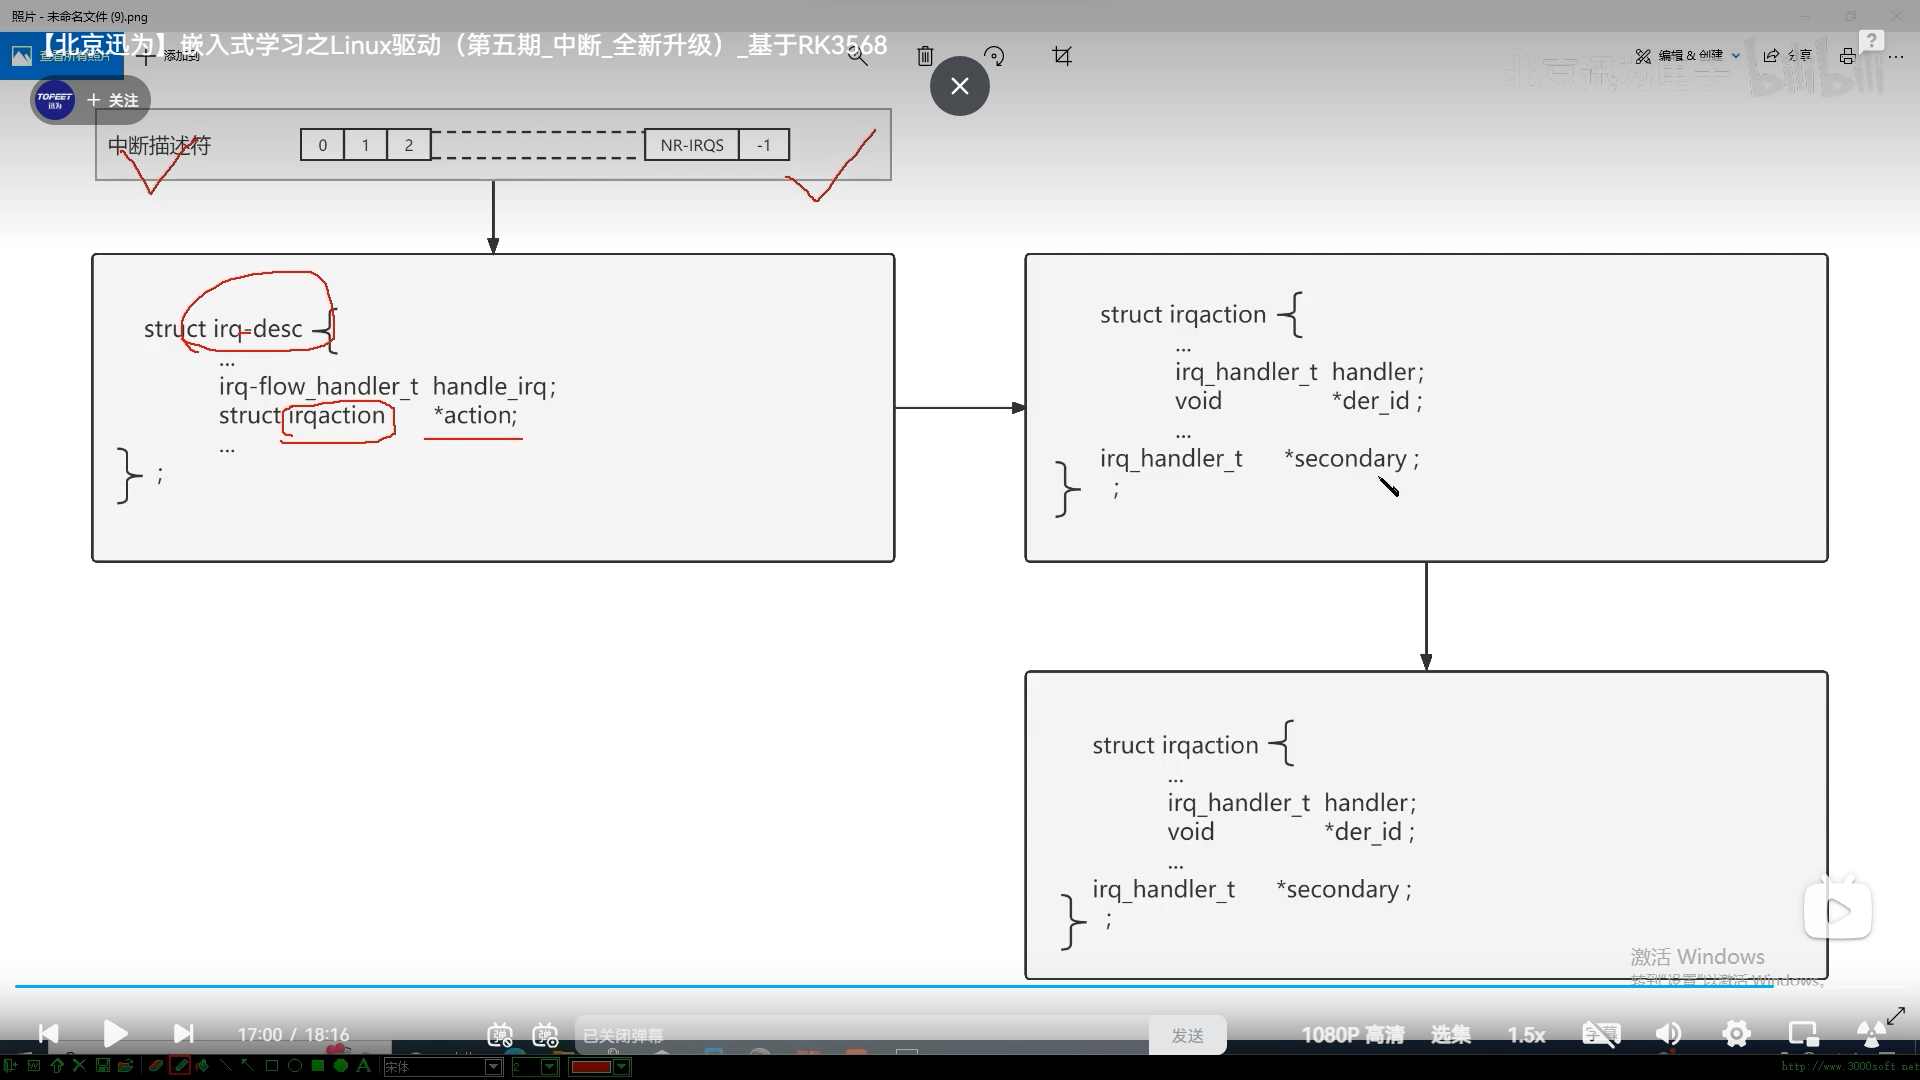 照片 - 未命名文件 (9).png
【北京迅为】嵌入式学习之Linux驱动（第五期_中断_全新升级）_基于RK3568
查看所有照片
添加到
编辑 & 创建
分享
TOPEET
迅为
+ 关注
bilibili
中断描述符
0 1 2 NR-IRQS -1
struct irq-desc {
...
irq-flow_handler_t handle_irq;
struct irqaction *action;
...
} ;
struct irqaction {
...
irq_handler_t handler;
void *der_id ;
...
irq_handler_t *secondary ;
} ;
struct irqaction {
...
irq_handler_t handler;
void *der_id ;
...
irq_handler_t *secondary ;
} ;
激活 Windows
转到"设置"以激活 Windows。
17:00 / 18:16
弹
弹
已关闭弹幕
发送
1080P 高清
选集
1.5x
字幕
宋体
2
http://www.3000soft.net